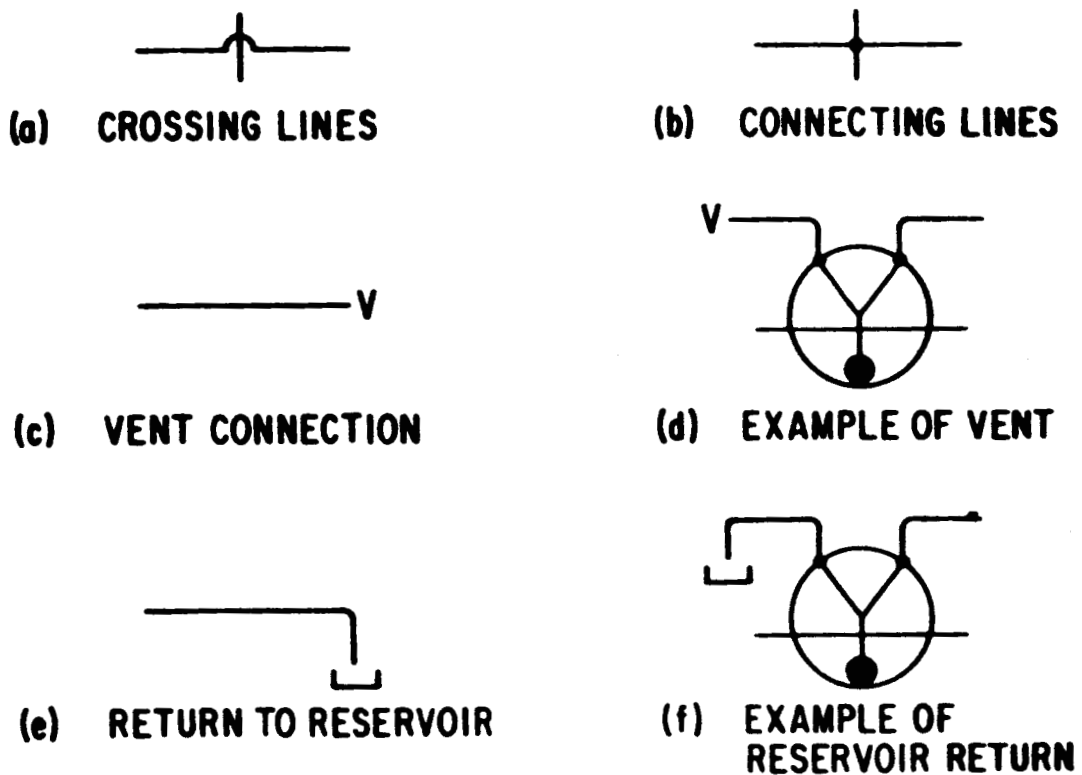 (a) CROSSING LINES
(b) CONNECTING LINES
V
V
(c) VENT CONNECTION
(d) EXAMPLE OF VENT
(e) RETURN TO RESERVOIR
(f) EXAMPLE OF
RESERVOIR RETURN